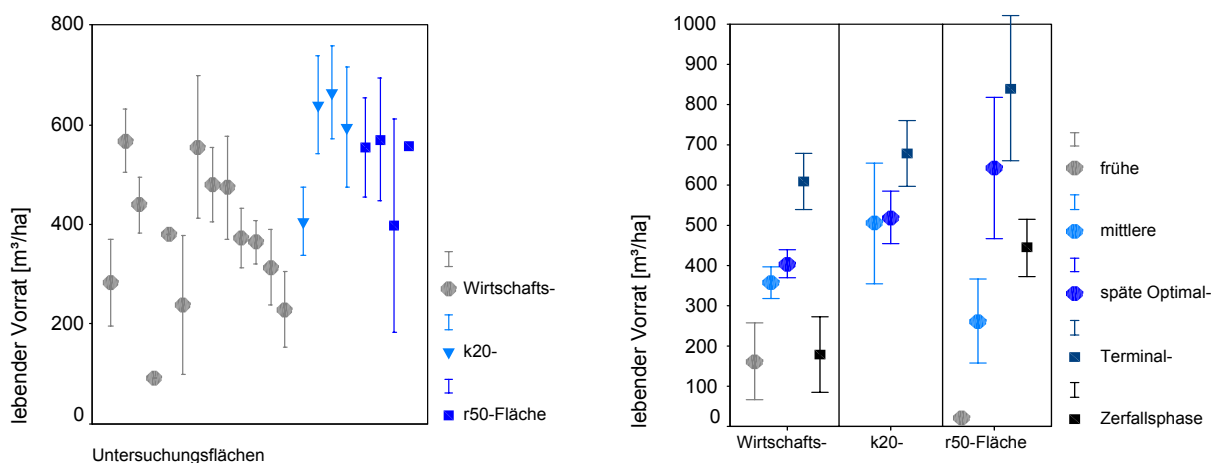 800
600
400
200
0
lebender Vorrat [m³/ha]
Untersuchungsflächen
Wirtschafts-
k20-
r50-Fläche
1000
900
800
700
600
500
400
300
200
100
0
lebender Vorrat [m³/ha]
Wirtschafts-
k20-
r50-Fläche
frühe
mittlere
späte Optimal-
Terminal-
Zerfallsphase